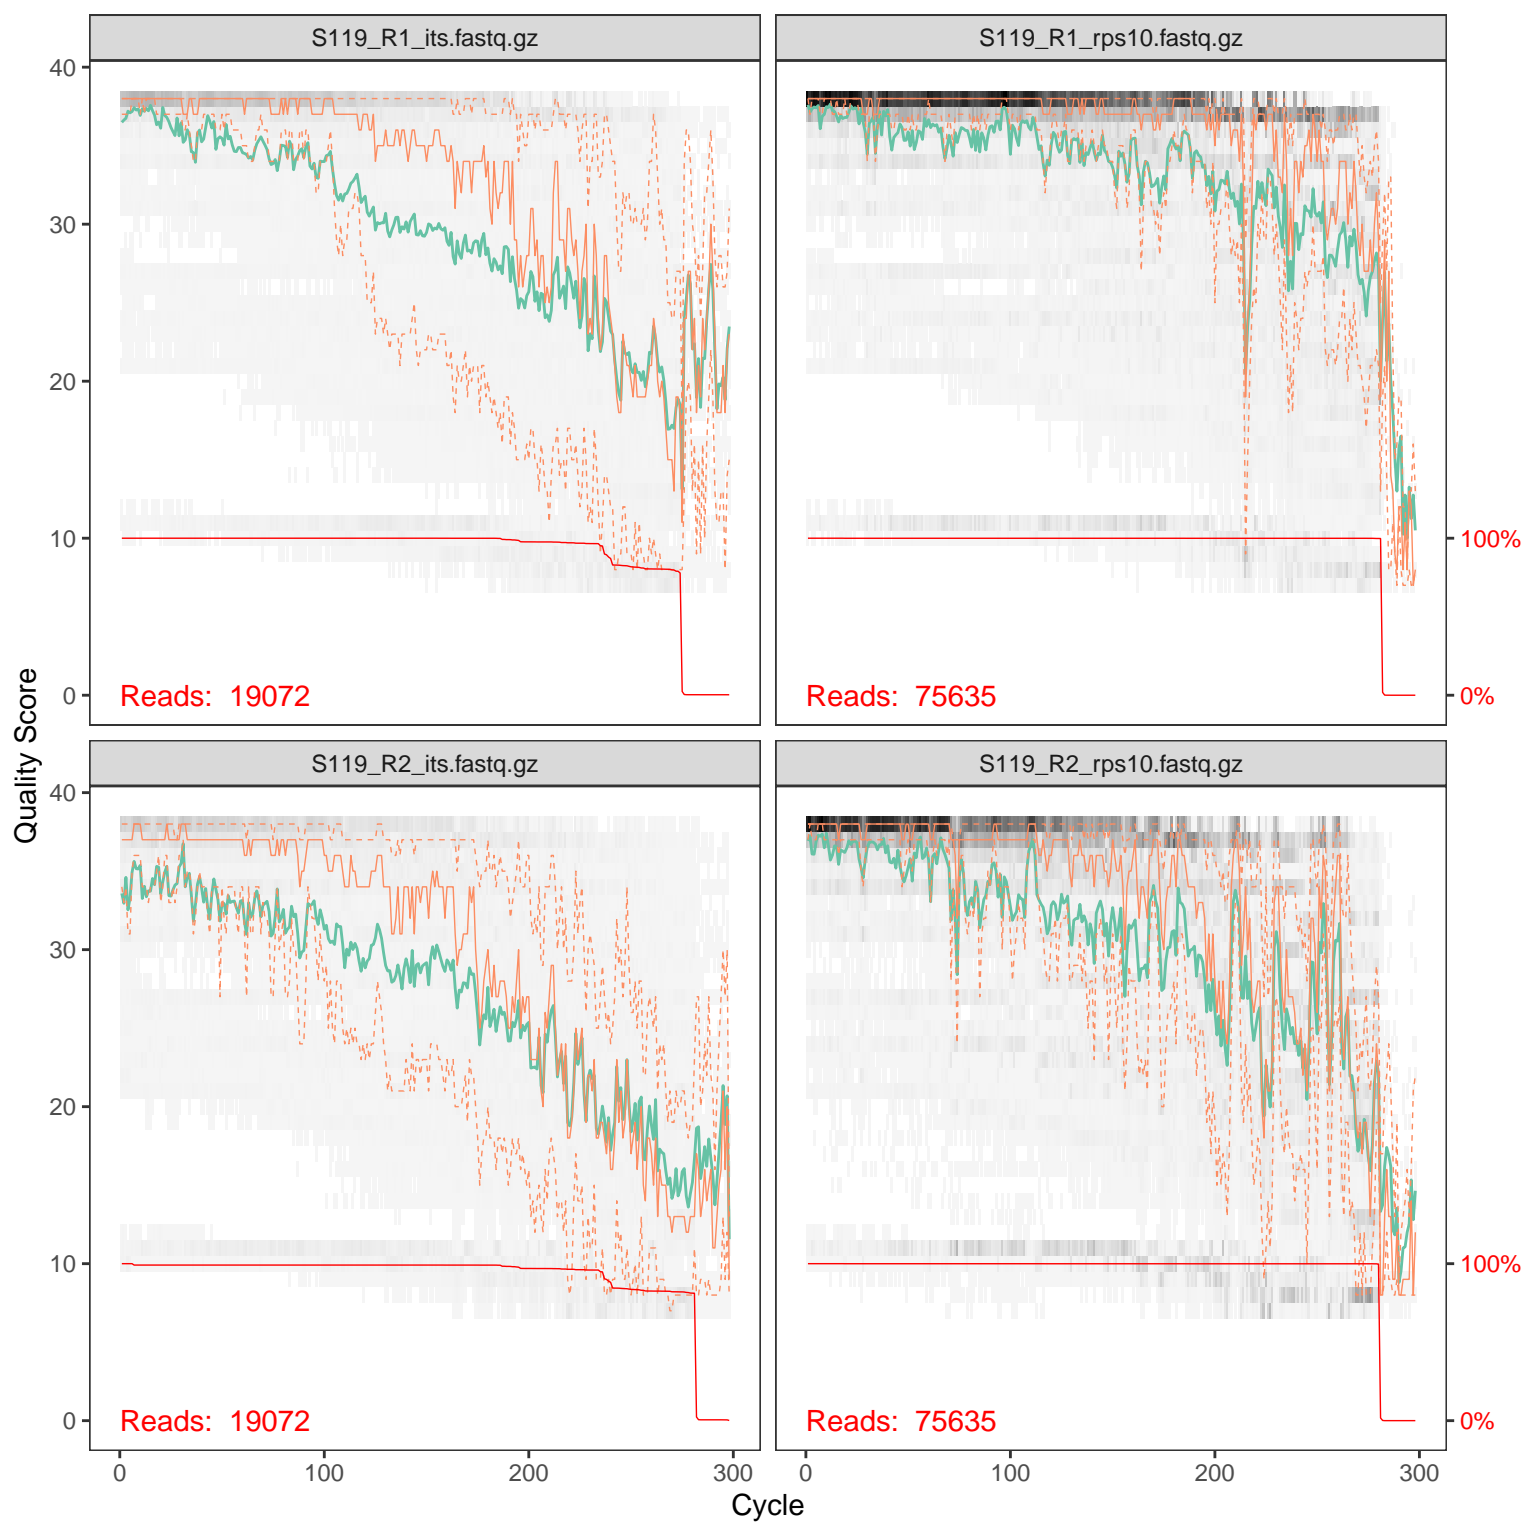 S119_R1_its.fastq.gz
S119_R1_rps10.fastq.gz
40
30
20
10
0
Reads: 19072
Reads: 75635
100%
0%
Quality Score
S119_R2_its.fastq.gz
S119_R2_rps10.fastq.gz
40
30
20
10
0
Reads: 19072
Reads: 75635
100%
0%
0 100 200 300
0 100 200 300
Cycle